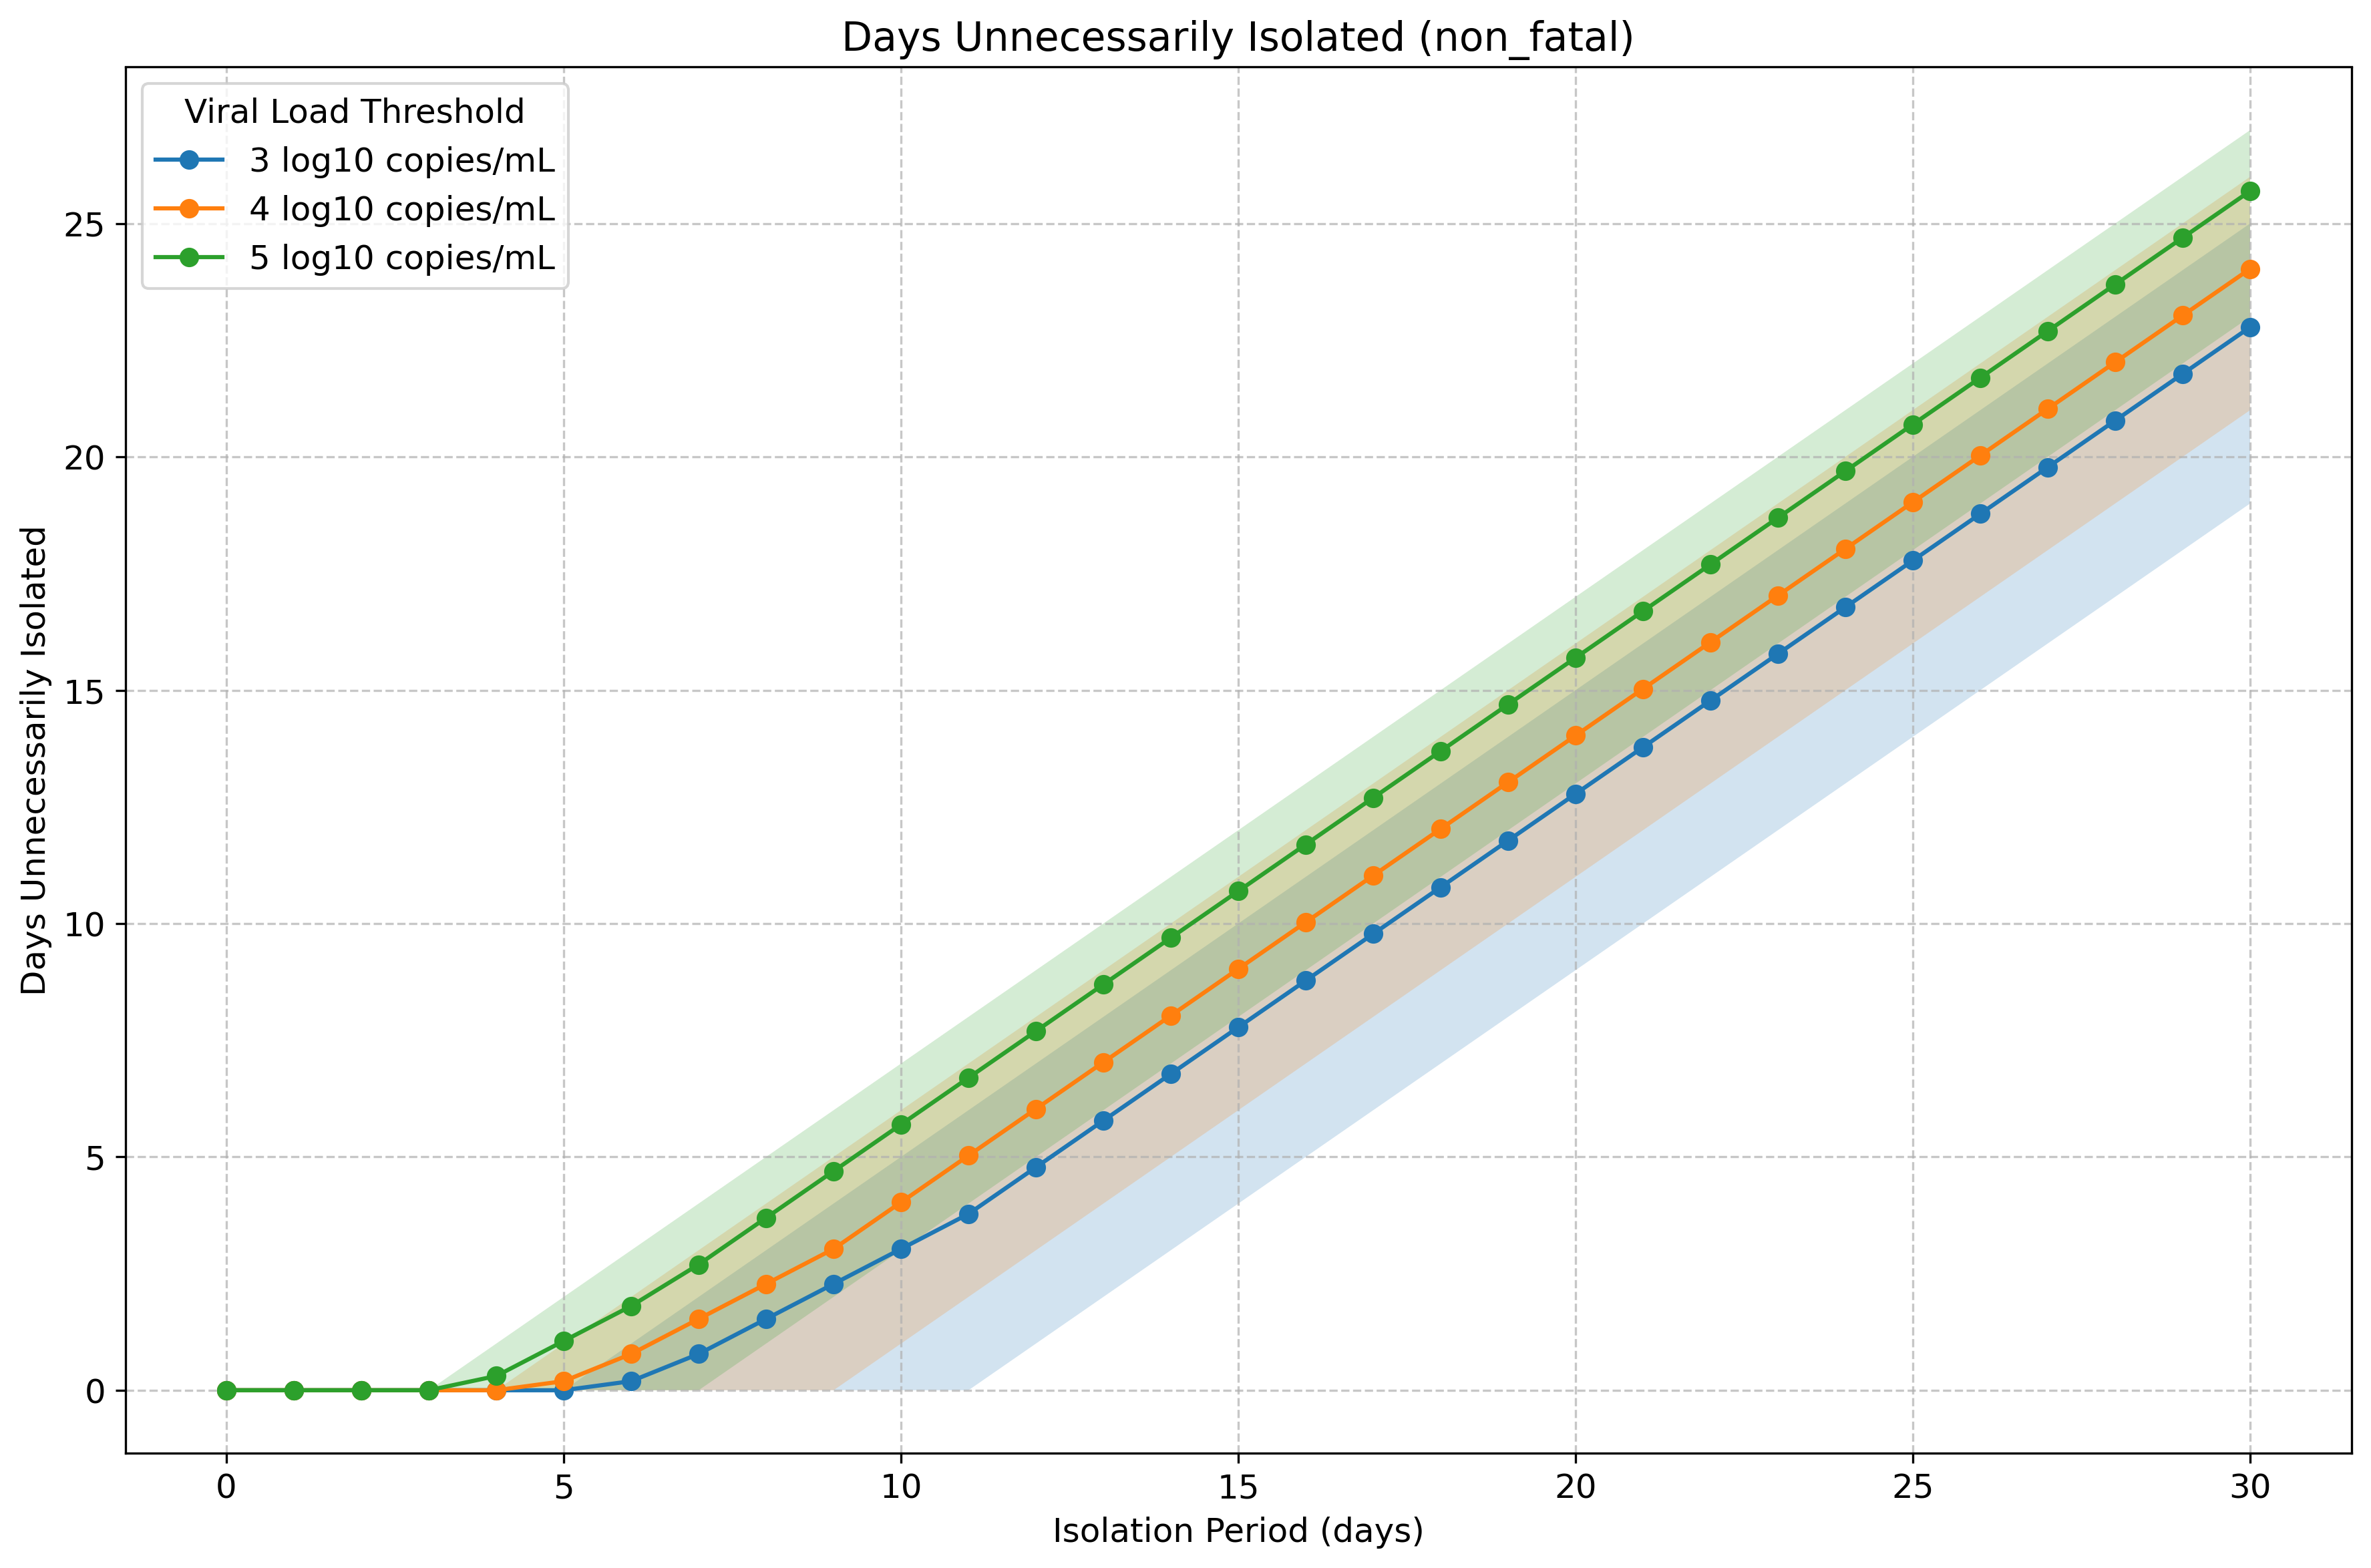 Days Unnecessarily Isolated (non_fatal)
Viral Load Threshold
3 log10 copies/mL
4 log10 copies/mL
5 log10 copies/mL
Days Unnecessarily Isolated
25
20
15
10
5
0
0 5 10 15 20 25 30
Isolation Period (days)